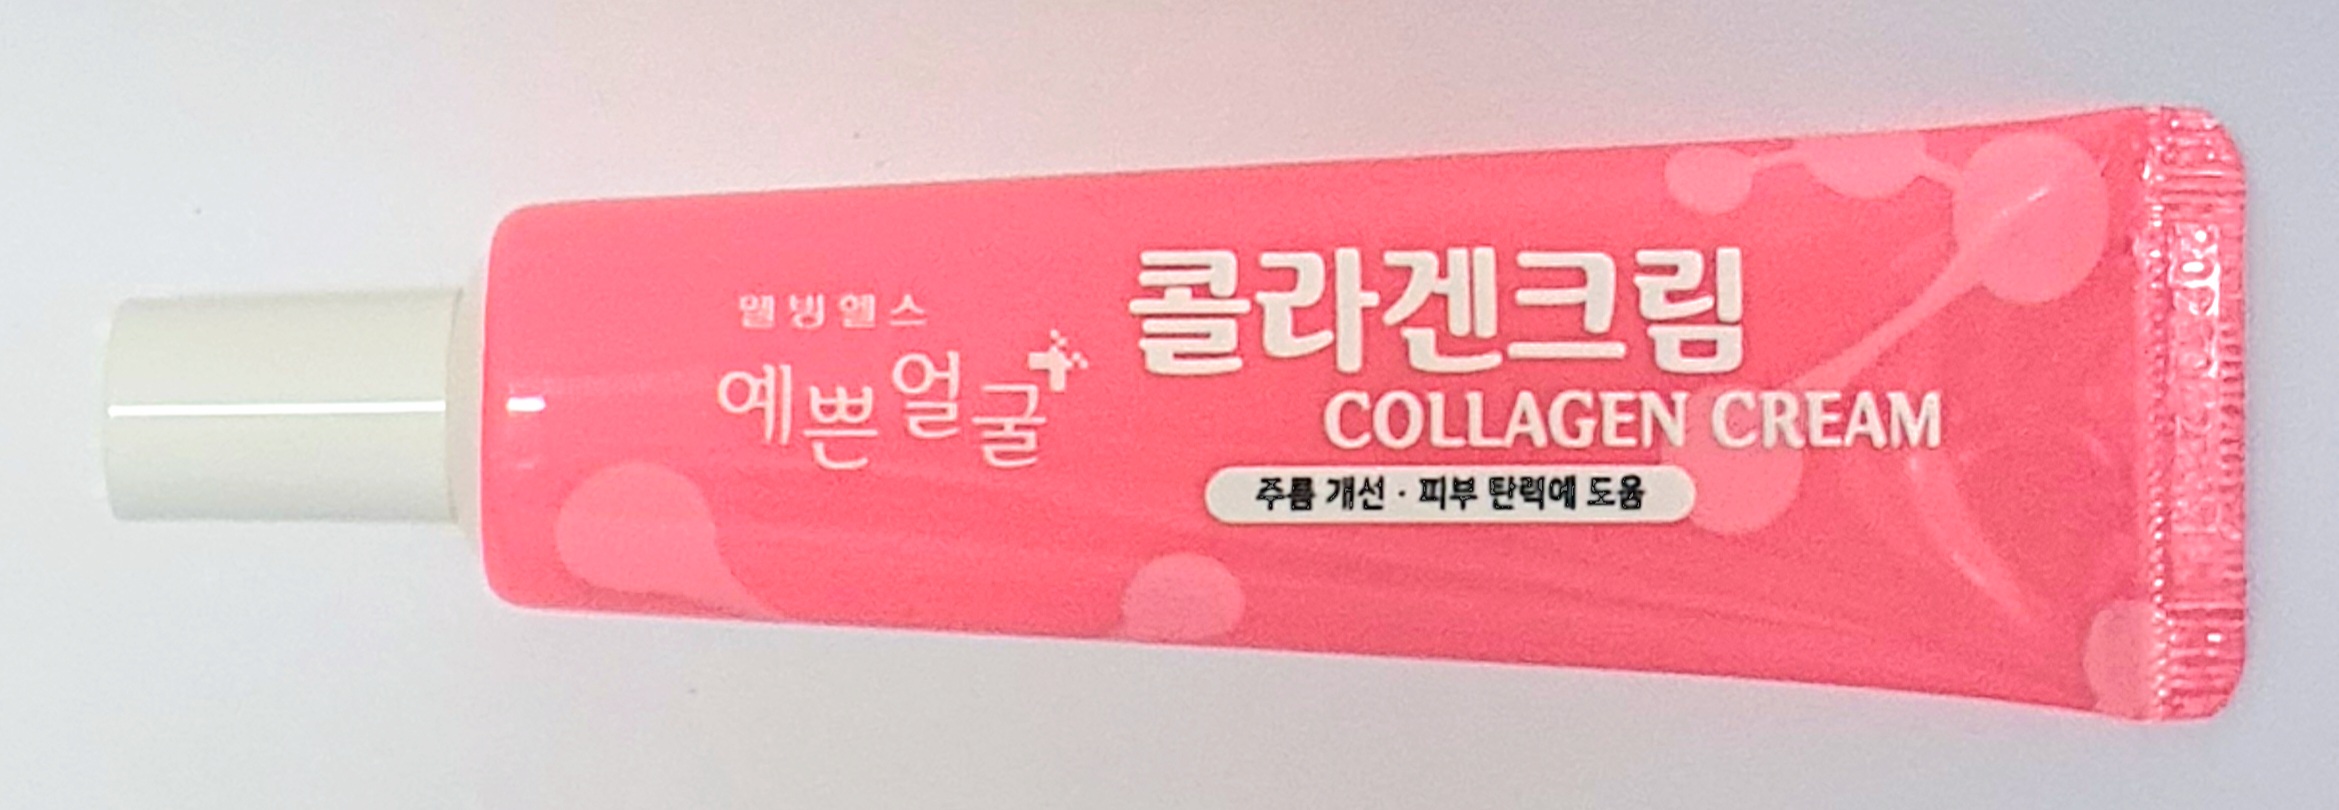 웰빙헬스
예쁜얼굴
콜라겐크림
COLLAGEN CREAM
주름 개선 · 피부 탄력에 도움